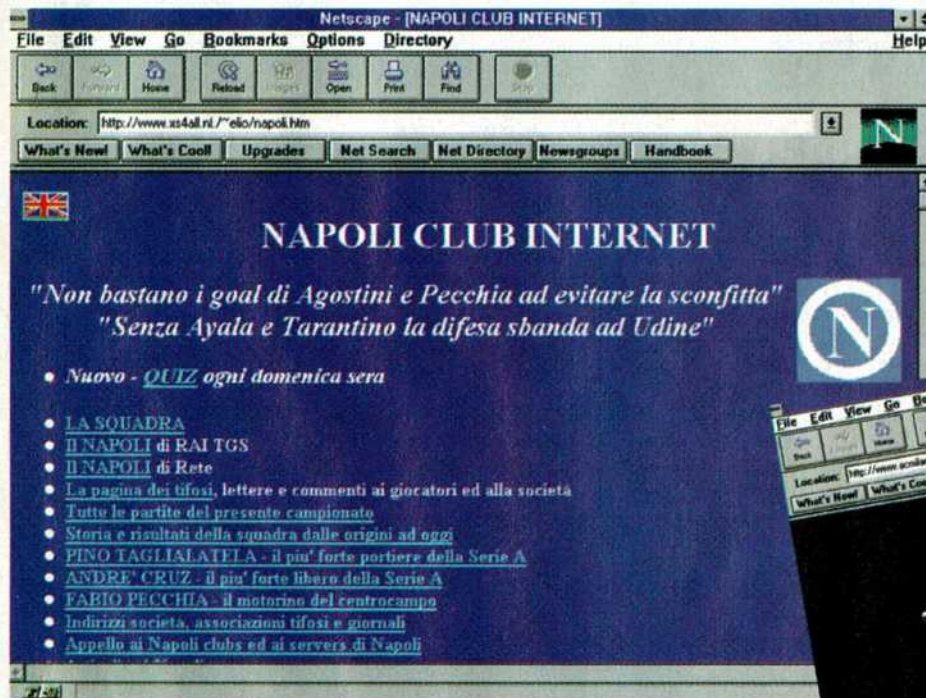 Netscape - [NAPOLI CLUB INTERNET]
File Edit View Go Bookmarks Options Directory Help
Back Forward Home Reload Images Open Print Find Stop
Location: http://www.xs4all.nl./~elio/napoli.htm
What's New! What's Cool! Upgrades Net Search Net Directory Newsgroups Handbook
N
NAPOLI CLUB INTERNET
"Non bastano i goal di Agostini e Pecchia ad evitare la sconfitta"
"Senza Ayala e Tarantino la difesa sbanda ad Udine"
N
Nuovo - QUIZ ogni domenica sera
LA SQUADRA
Il NAPOLI di RAI TGS
Il NAPOLI di Rete
La pagina dei tifosi, lettere e commenti ai giocatori ed alla società
Tutte le partite del presente campionato
Storia e risultati della squadra dalle origini ad oggi
PINO TAGLIALATELA - il piu' forte portiere della Serie A
ANDRE' CRUZ - il piu' forte libero della Serie A
FABIO PECCHIA - il motorino del centrocampo
Indirizzi società, associazioni tifosi e giornali
Appello ai Napoli clubs ed ai servers di Napoli
File Edit View Go
Back Home
Location: http://www.acmilan
What's New! What's Cool